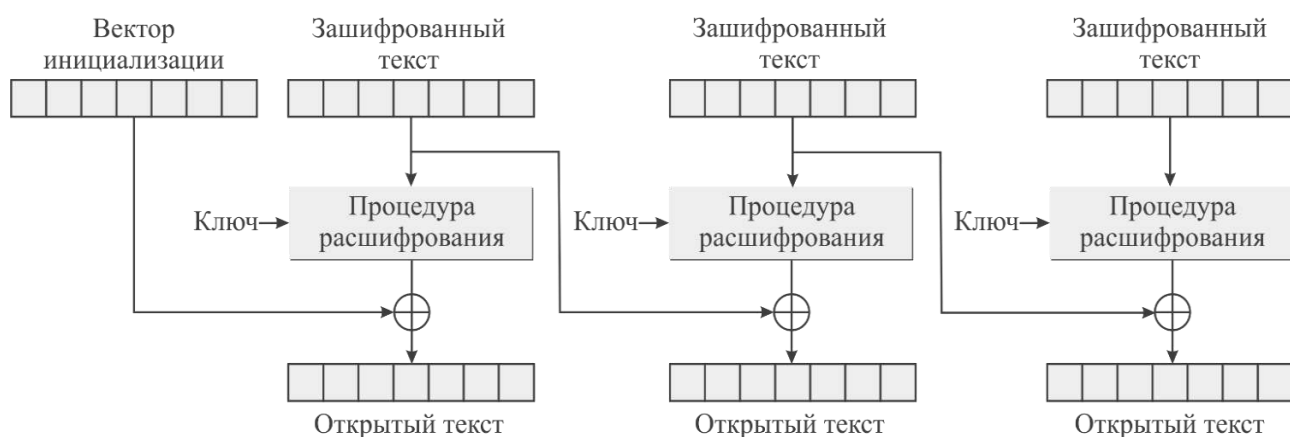 Вектор
инициализации
Зашифрованный
текст
Зашифрованный
текст
Зашифрованный
текст
Ключ
Процедура
расшифрования
Ключ
Процедура
расшифрования
Ключ
Процедура
расшифрования
Открытый текст
Открытый текст
Открытый текст